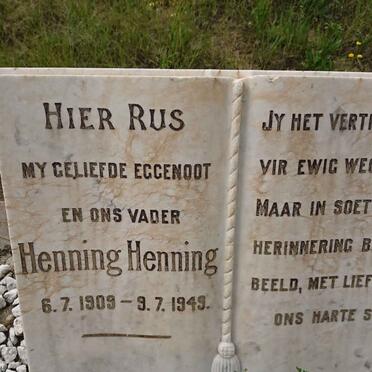 HIER RUS
MY GELIEFDE EGGENOOT
EN ONS VADER
Henning Henning
6.7.1909 – 9.7.1949.
JY HET
VIR EWIG
MAAR IN
HERINNERING
BEELD, MET
ONS HARTE